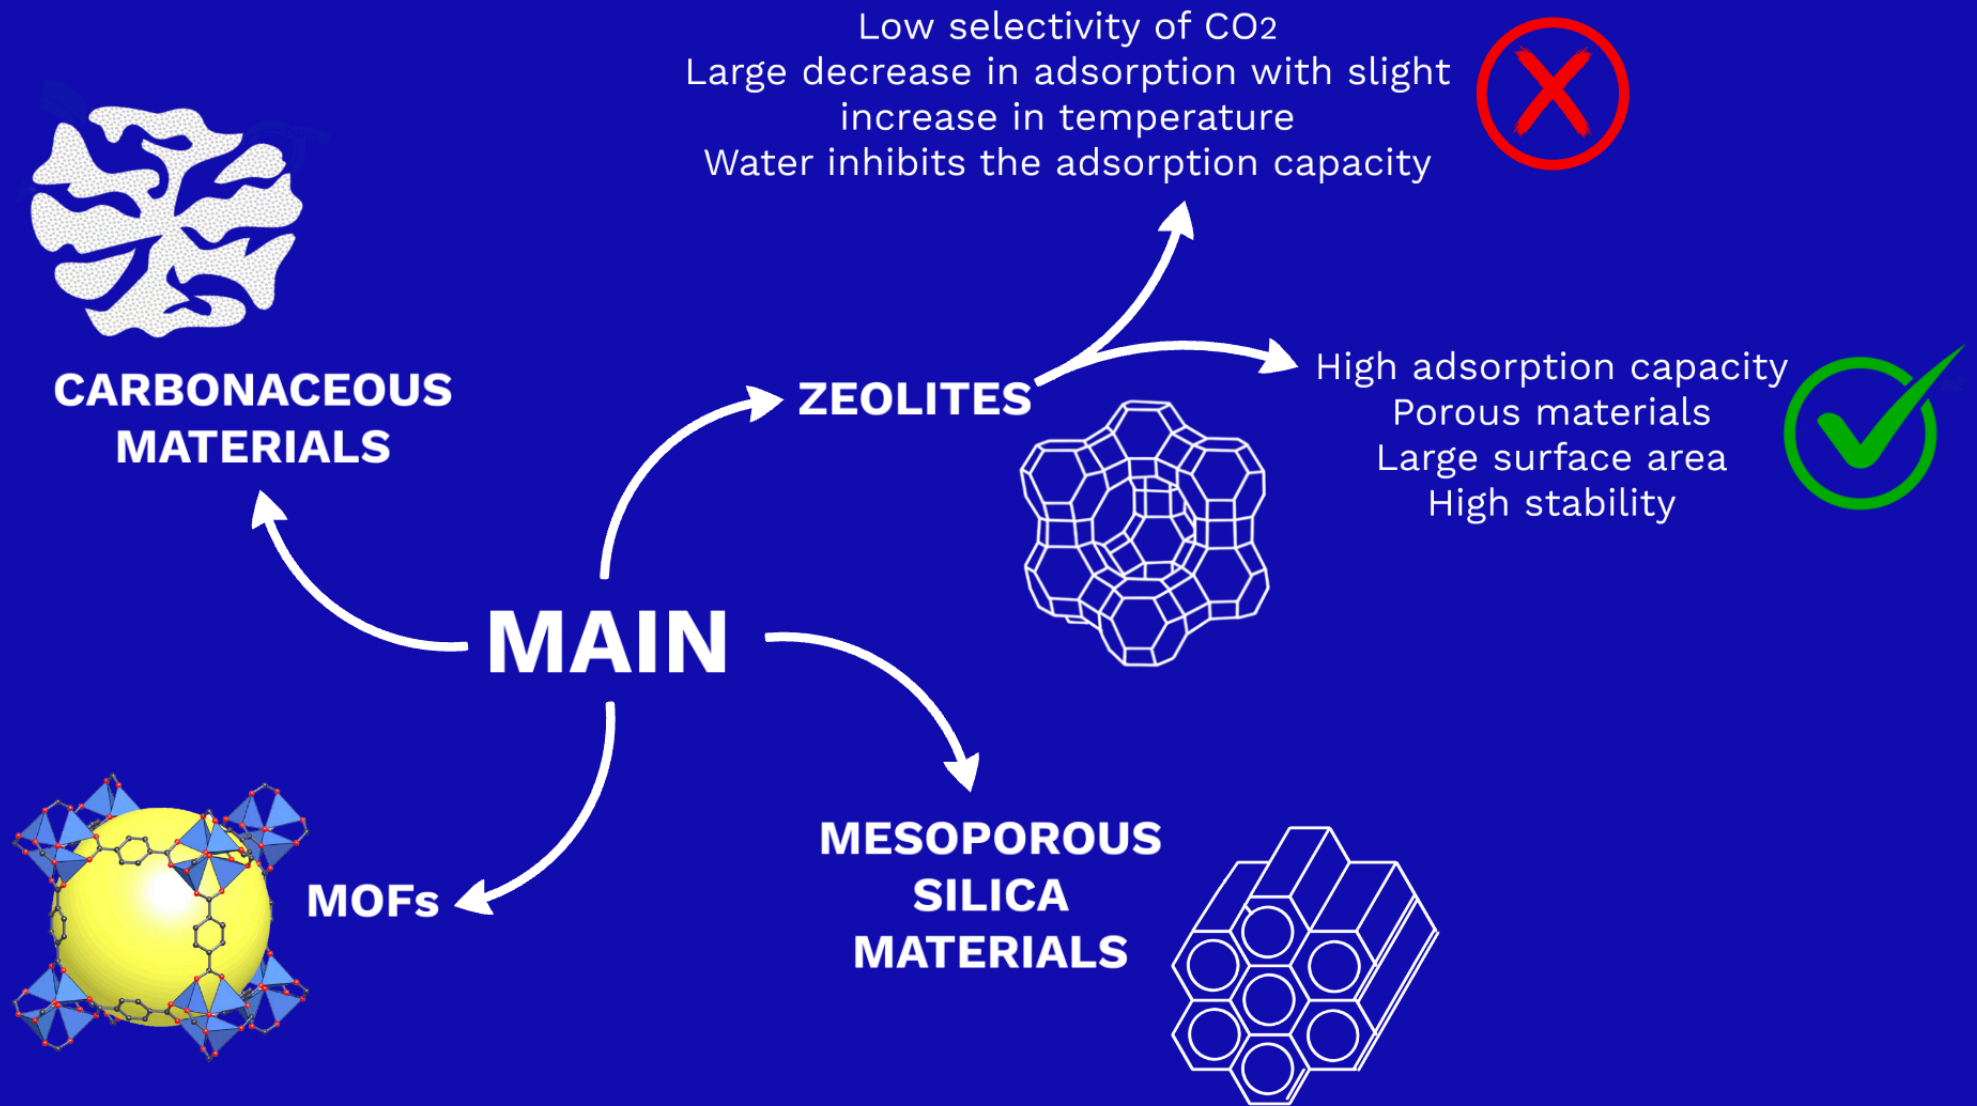 Low selectivity of CO2
Large decrease in adsorption with slight
increase in temperature
Water inhibits the adsorption capacity
CARBONACEOUS
MATERIALS
ZEOLITES
High adsorption capacity
Porous materials
Large surface area
High stability
MAIN
MOFs
MESOPOROUS
SILICA
MATERIALS